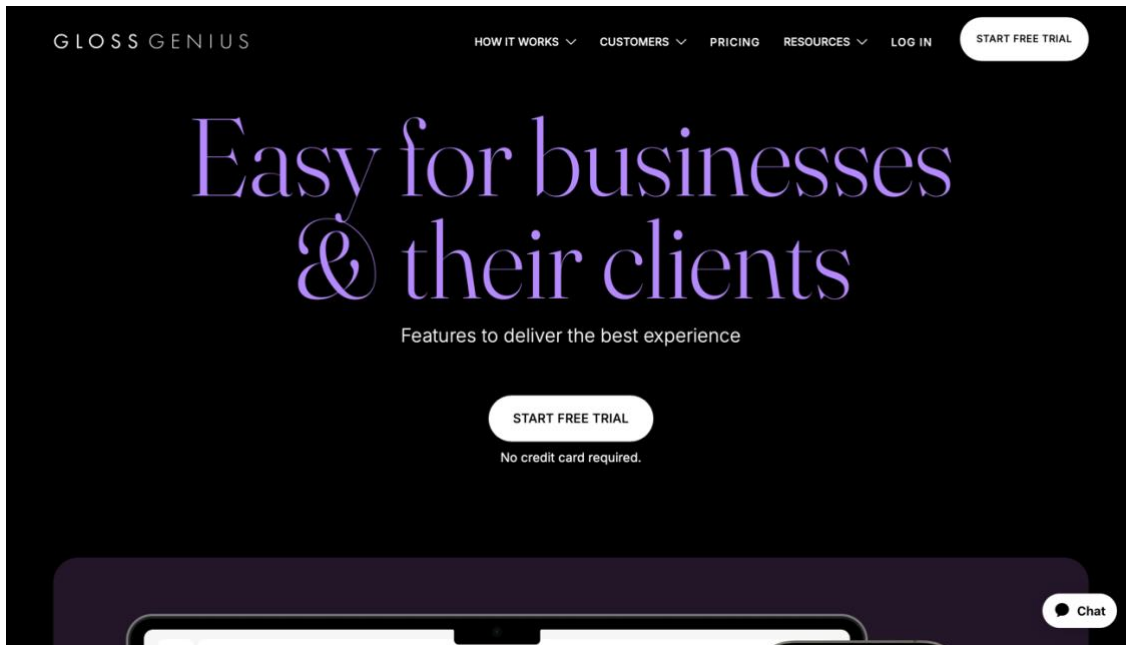 GLOSS GENIUS
HOW IT WORKS
CUSTOMERS
PRICING
RESOURCES
LOG IN
START FREE TRIAL
Easy for businesses
& their clients
Features to deliver the best experience
START FREE TRIAL
No credit card required.
Chat